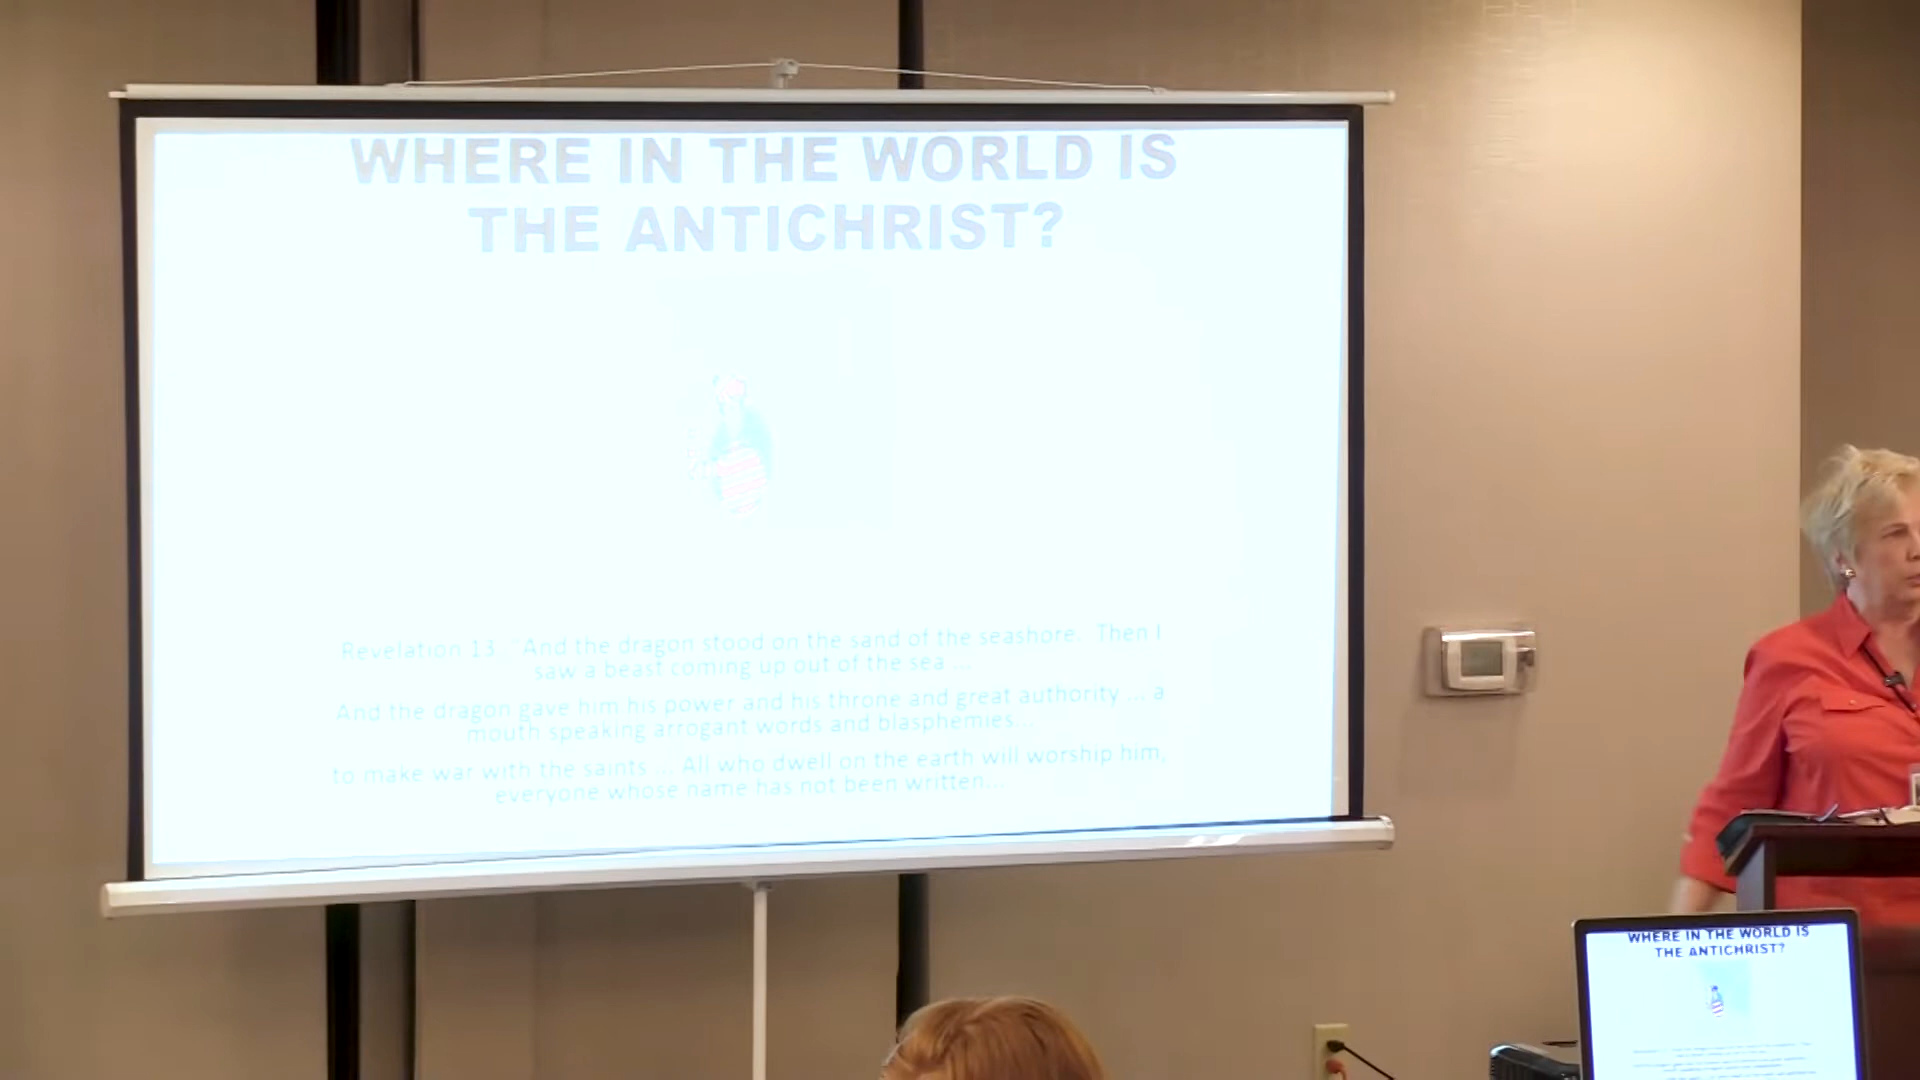 WHERE IN THE WORLD IS
THE ANTICHRIST?
Revelation 13 "And the dragon stood on the sand of the seashore. Then I
saw a beast coming up out of the sea ...
And the dragon gave him his power and his throne and great authority ... a
mouth speaking arrogant words and blasphemies...
to make war with the saints ... All who dwell on the earth will worship him,
everyone whose name has not been written...
WHERE IN THE WORLD IS
THE ANTICHRIST?